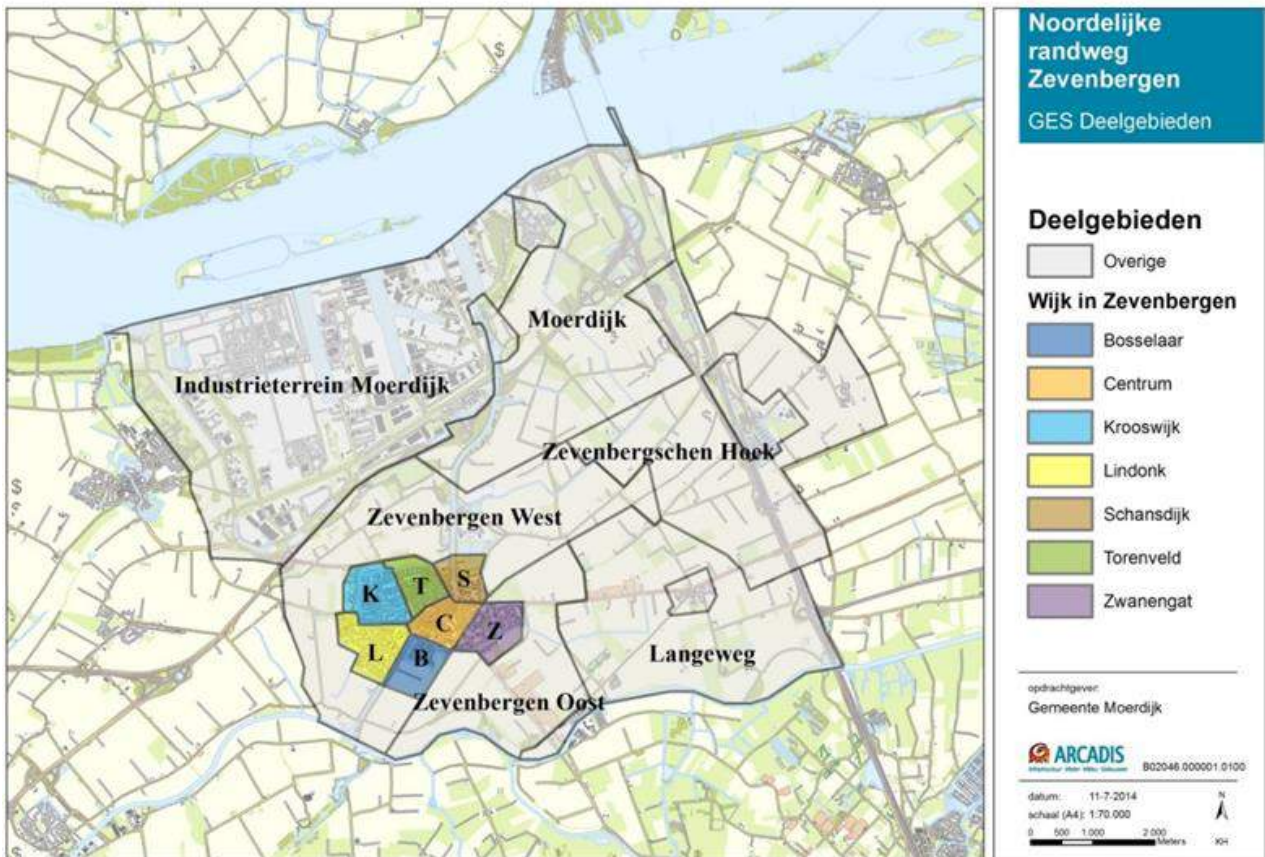 Industrieterrein Moerdijk
Moerdijk
Zevenbergschen Hoek
Zevenbergen West
K
T
S
C
Z
L
B
Langeweg
Zevenbergen Oost
Noordelijke
randweg
Zevenbergen
GES Deelgebieden
Deelgebieden
Overige
Wijk in Zevenbergen
Bosselaar
Centrum
Krooswijk
Lindonk
Schansdijk
Torenveld
Zwanengat
opdrachtgever:
Gemeente Moerdijk
ARCADIS
B02046.000001.0100
datum: 11-7-2014
schaal (A4): 1:70.000
N
0 500 1.000 2.000
Meters
KH